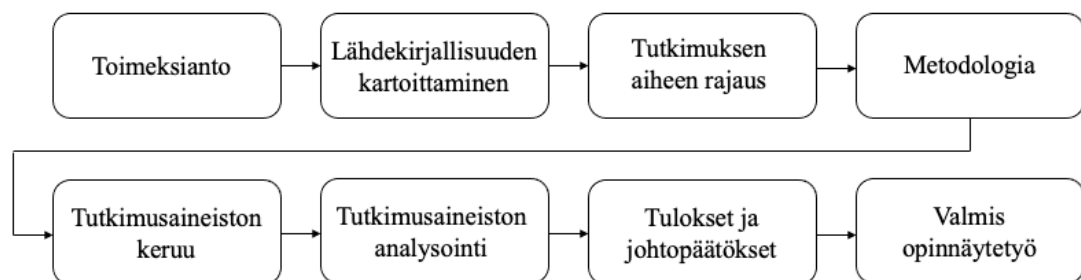 Toimeksianto
Lähdekirjallisuuden
kartoittaminen
Tutkimuksen
aiheen rajaus
Metodologia
Tutkimusaineiston
keruu
Tutkimusaineiston
analysointi
Tulokset ja
johtopäätökset
Valmis
opinnäytetyö